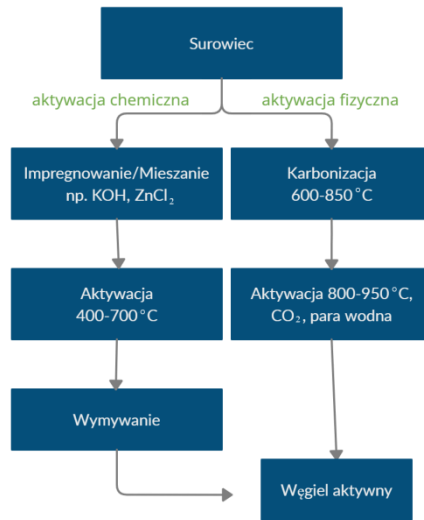 Surowiec
aktywacja chemiczna
aktywacja fizyczna
Impregnowanie/Mieszanie
np. KOH, ZnCl₂
Karbonizacja
600-850°C
Aktywacja
400-700°C
Aktywacja 800-950°C,
CO₂, para wodna
Wymywanie
Węgiel aktywny